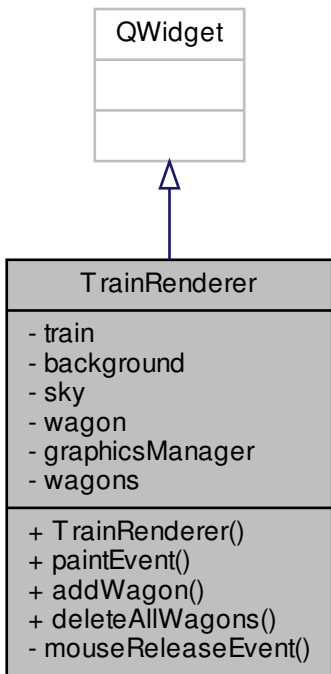 QWidget
TrainRenderer
- train
- background
- sky
- wagon
- graphicsManager
- wagons
+ TrainRenderer()
+ paintEvent()
+ addWagon()
+ deleteAllWagons()
- mouseReleaseEvent()